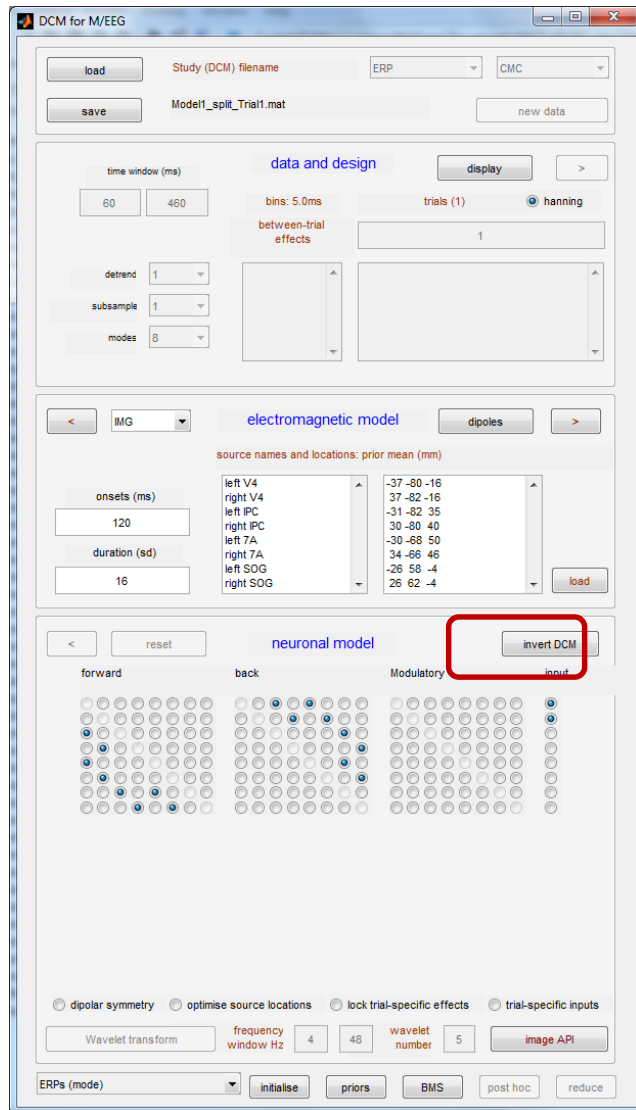 DCM for M/EEG
load Study (DCM) filename ERP CMC
save Model1_split_Trial1.mat new data
time window (ms) data and design display >
60 460 bins: 5.0ms trials (1) hanning
between-trial
effects
1
detrend 1
subsample 1
modes 8
< IMG electromagnetic model dipoles >
source names and locations: prior mean (mm)
left V4 -37 -80 -16
right V4 37 -82 -16
left IPC -31 -82 35
right IPC 30 -80 40
left 7A -30 -68 50
right 7A 34 -66 46
left SOG -26 58 -4
right SOG 26 62 -4
onsets (ms)
120
duration (sd)
16
load
< reset neuronal model invert DCM
forward back Modulatory input
dipolar symmetry optimise source locations lock trial-specific effects trial-specific inputs
Wavelet transform
frequency
window Hz
4 48
wavelet
number
5
image API
ERPs (mode) initialise priors BMS post hoc reduce